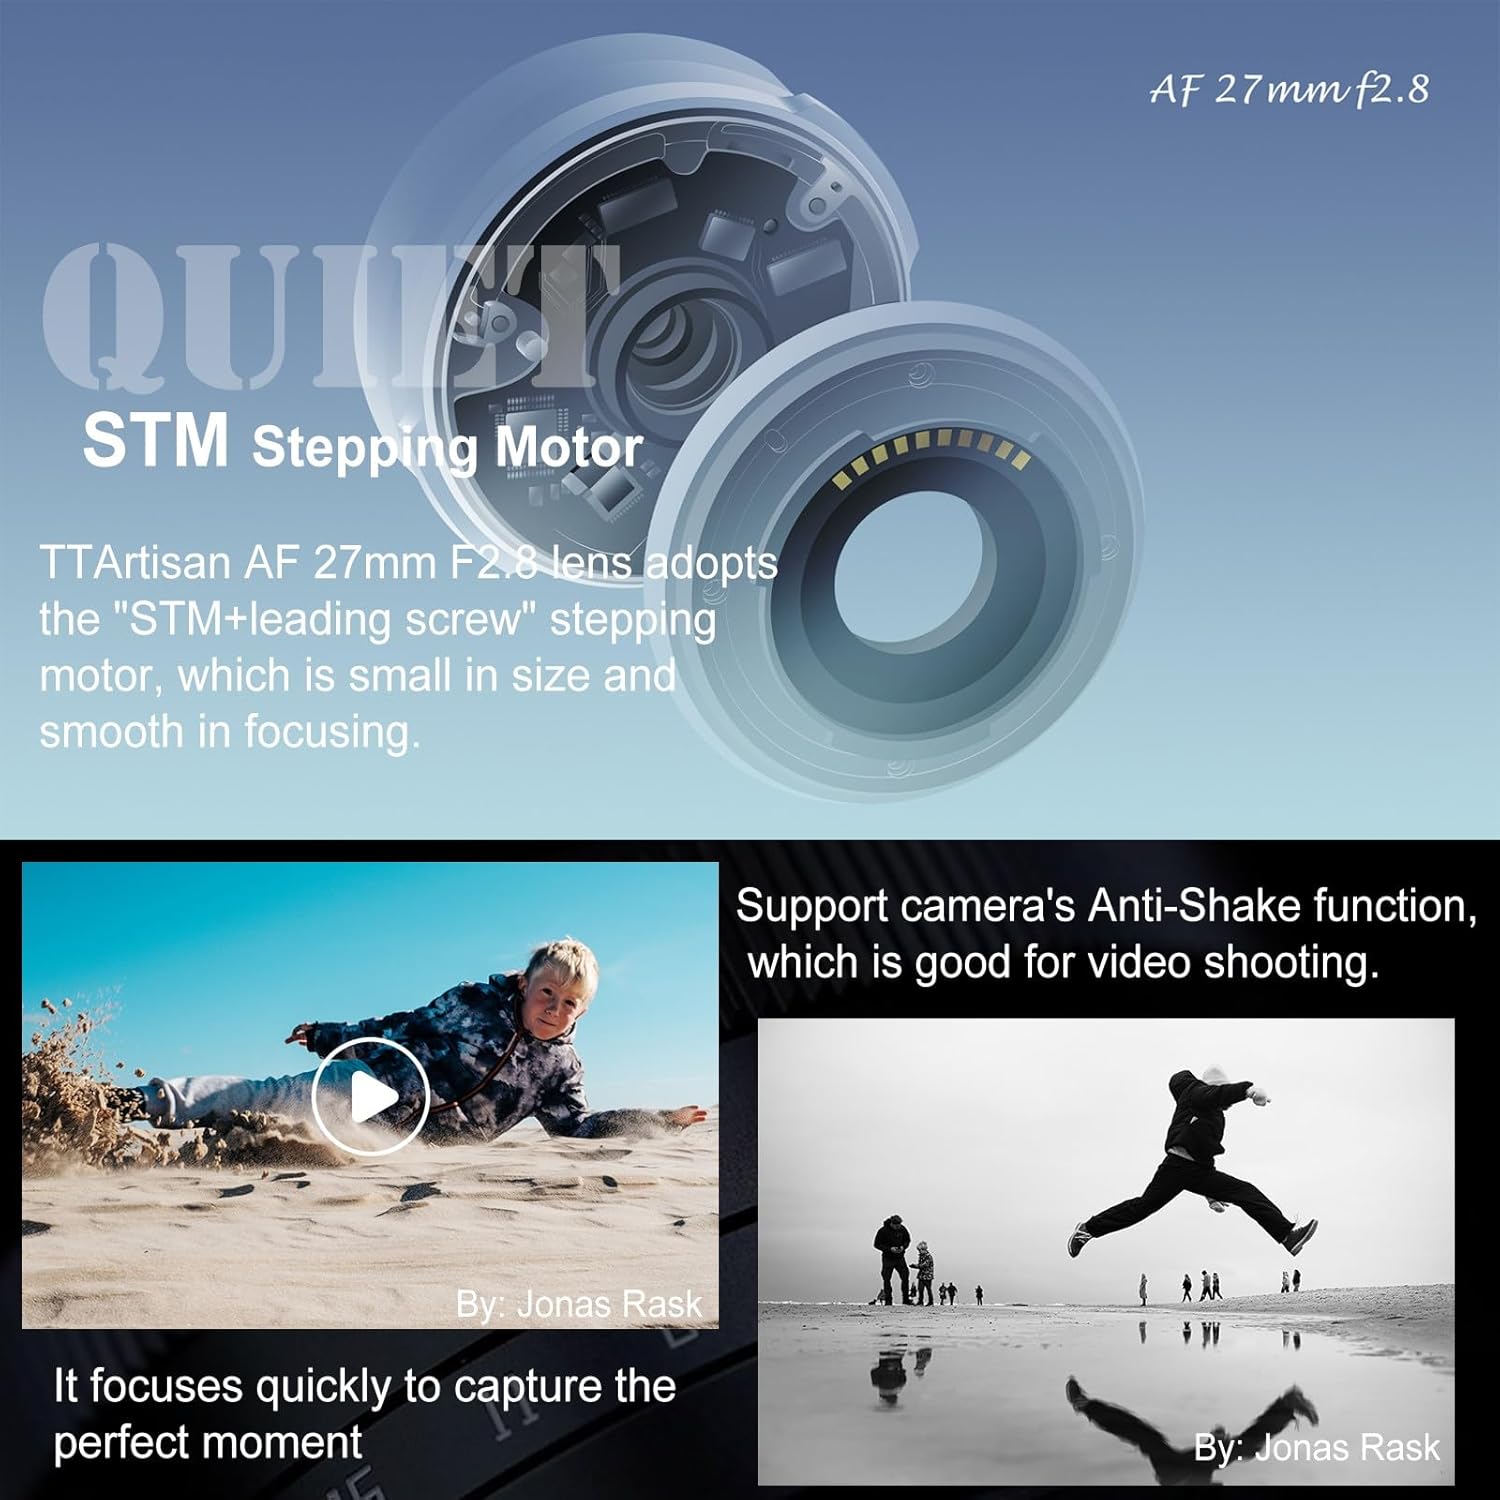 AF 27mm f2.8
QUIET
STM Stepping Motor
TTArtisan AF 27mm F2.8 lens adopts
the "STM+leading screw" stepping
motor, which is small in size and
smooth in focusing.
Support camera's Anti-Shake function,
which is good for video shooting.
By: Jonas Rask
It focuses quickly to capture the
perfect moment
By: Jonas Rask